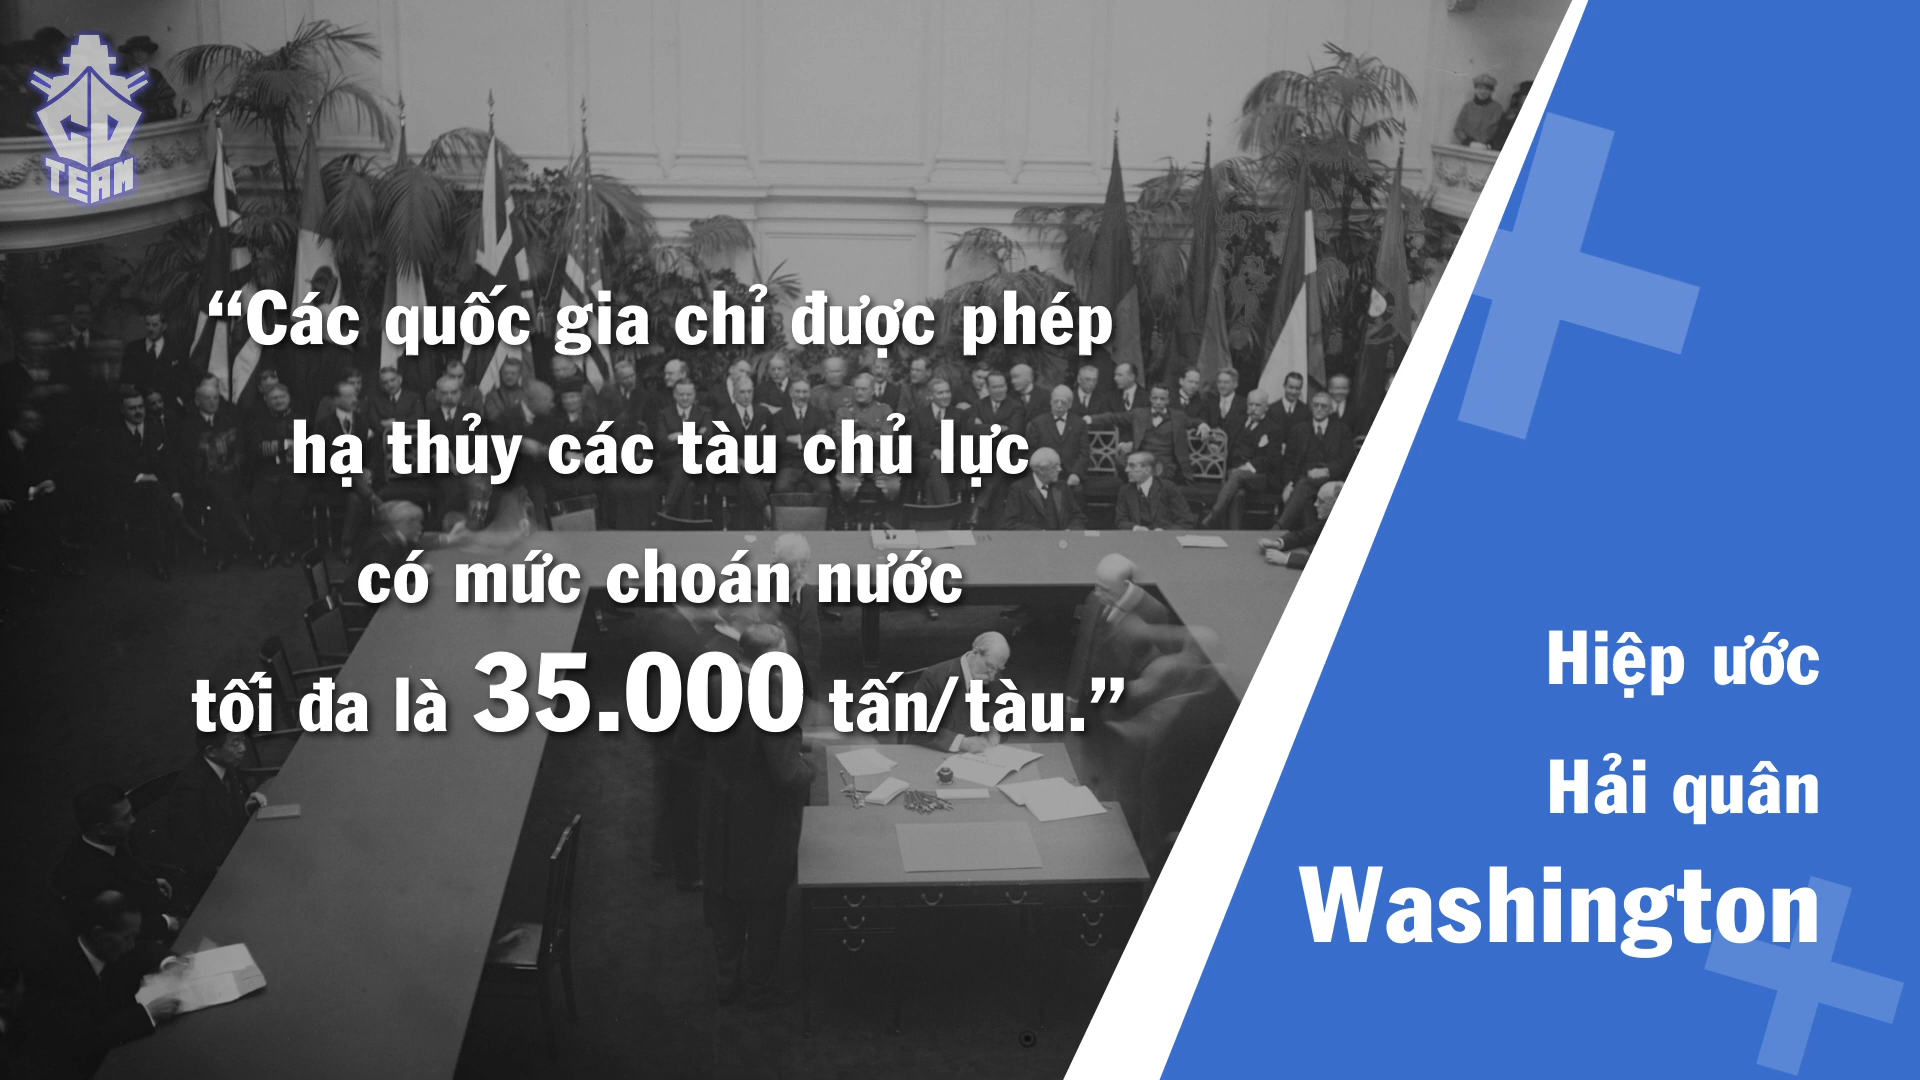 CD
TEAM
“Các quốc gia chỉ được phép
hạ thủy các tàu chủ lực
có mức choán nước
tối đa là 35.000 tấn/tàu.”
Hiệp ước
Hải quân
Washington